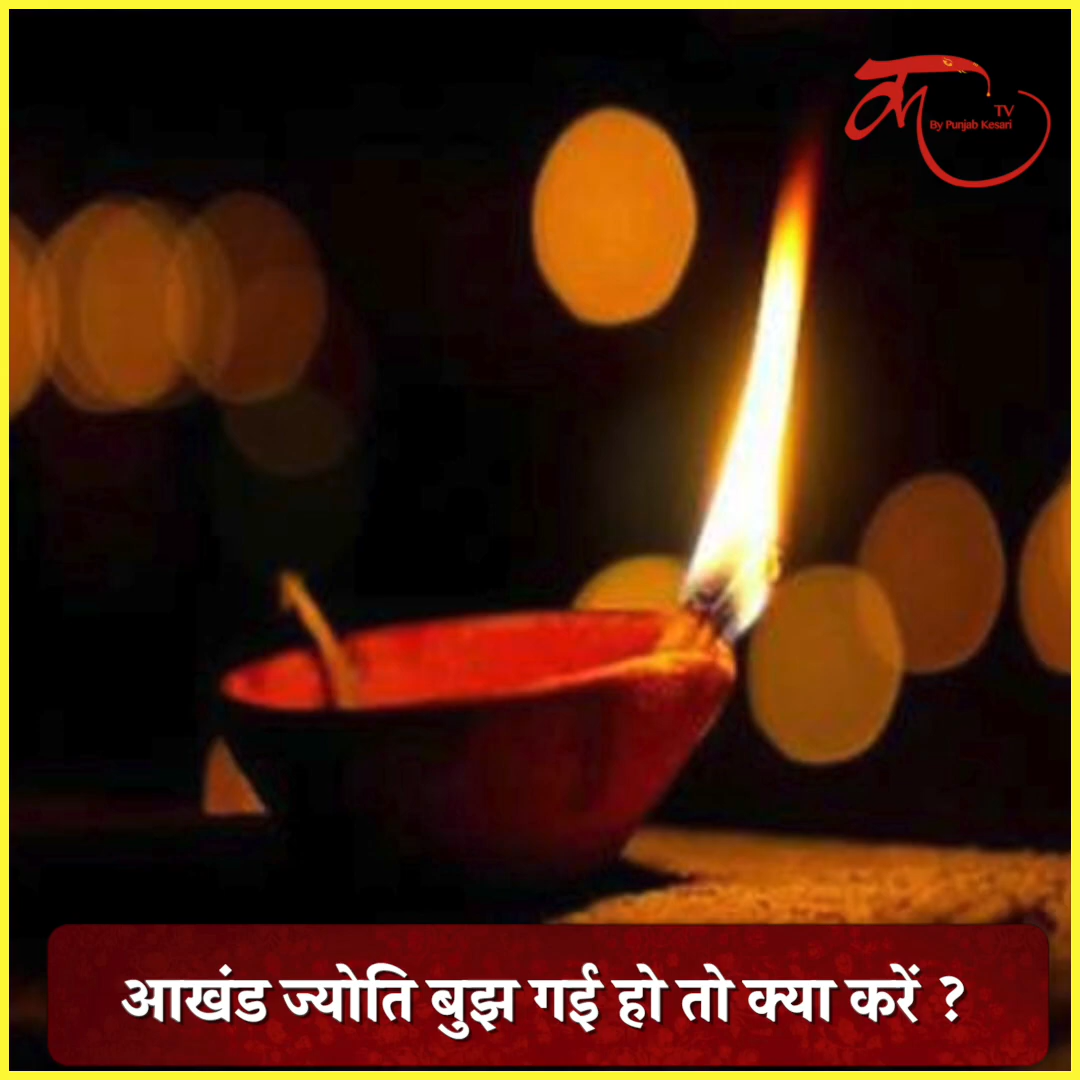 TV
By Punjab Kesari
आखंड ज्योति बुझ गई हो तो क्या करें ?